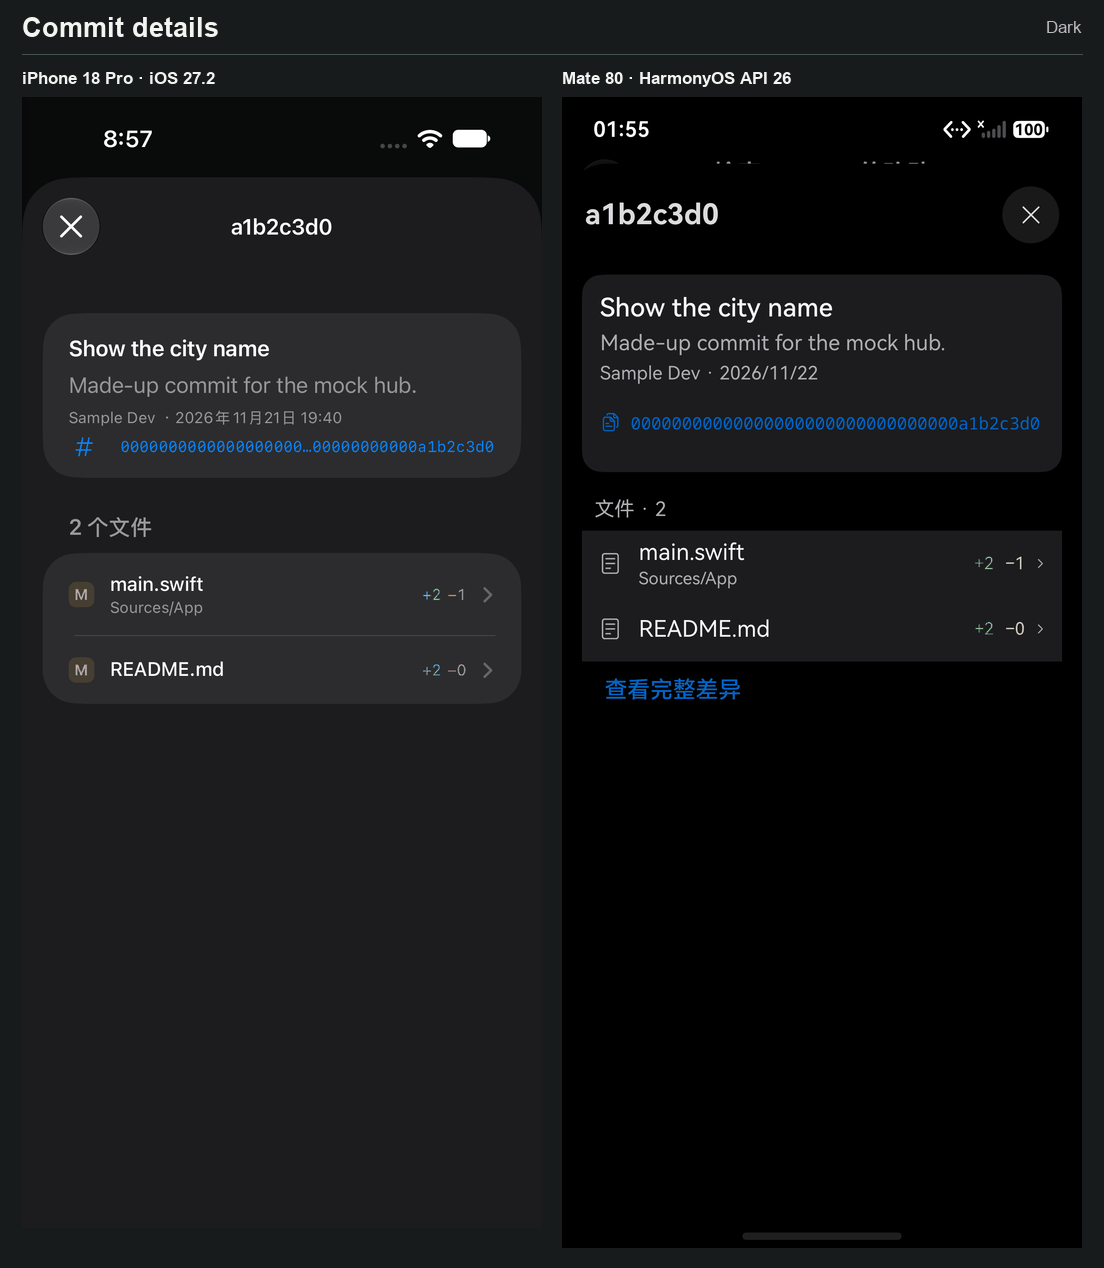 Commit details
Dark
iPhone 18 Pro · iOS 27.2
8:57
a1b2c3d0
Show the city name
Made-up commit for the mock hub.
Sample Dev · 2026年11月21日 19:40
# 0000000000000000000…00000000000a1b2c3d0
2 个文件
M main.swift +2 −1
Sources/App
M README.md +2 −0
Mate 80 · HarmonyOS API 26
01:55
100
a1b2c3d0
Show the city name
Made-up commit for the mock hub.
Sample Dev · 2026/11/22
00000000000000000000000000000000a1b2c3d0
文件 · 2
main.swift +2 −1
Sources/App
README.md +2 −0
查看完整差异